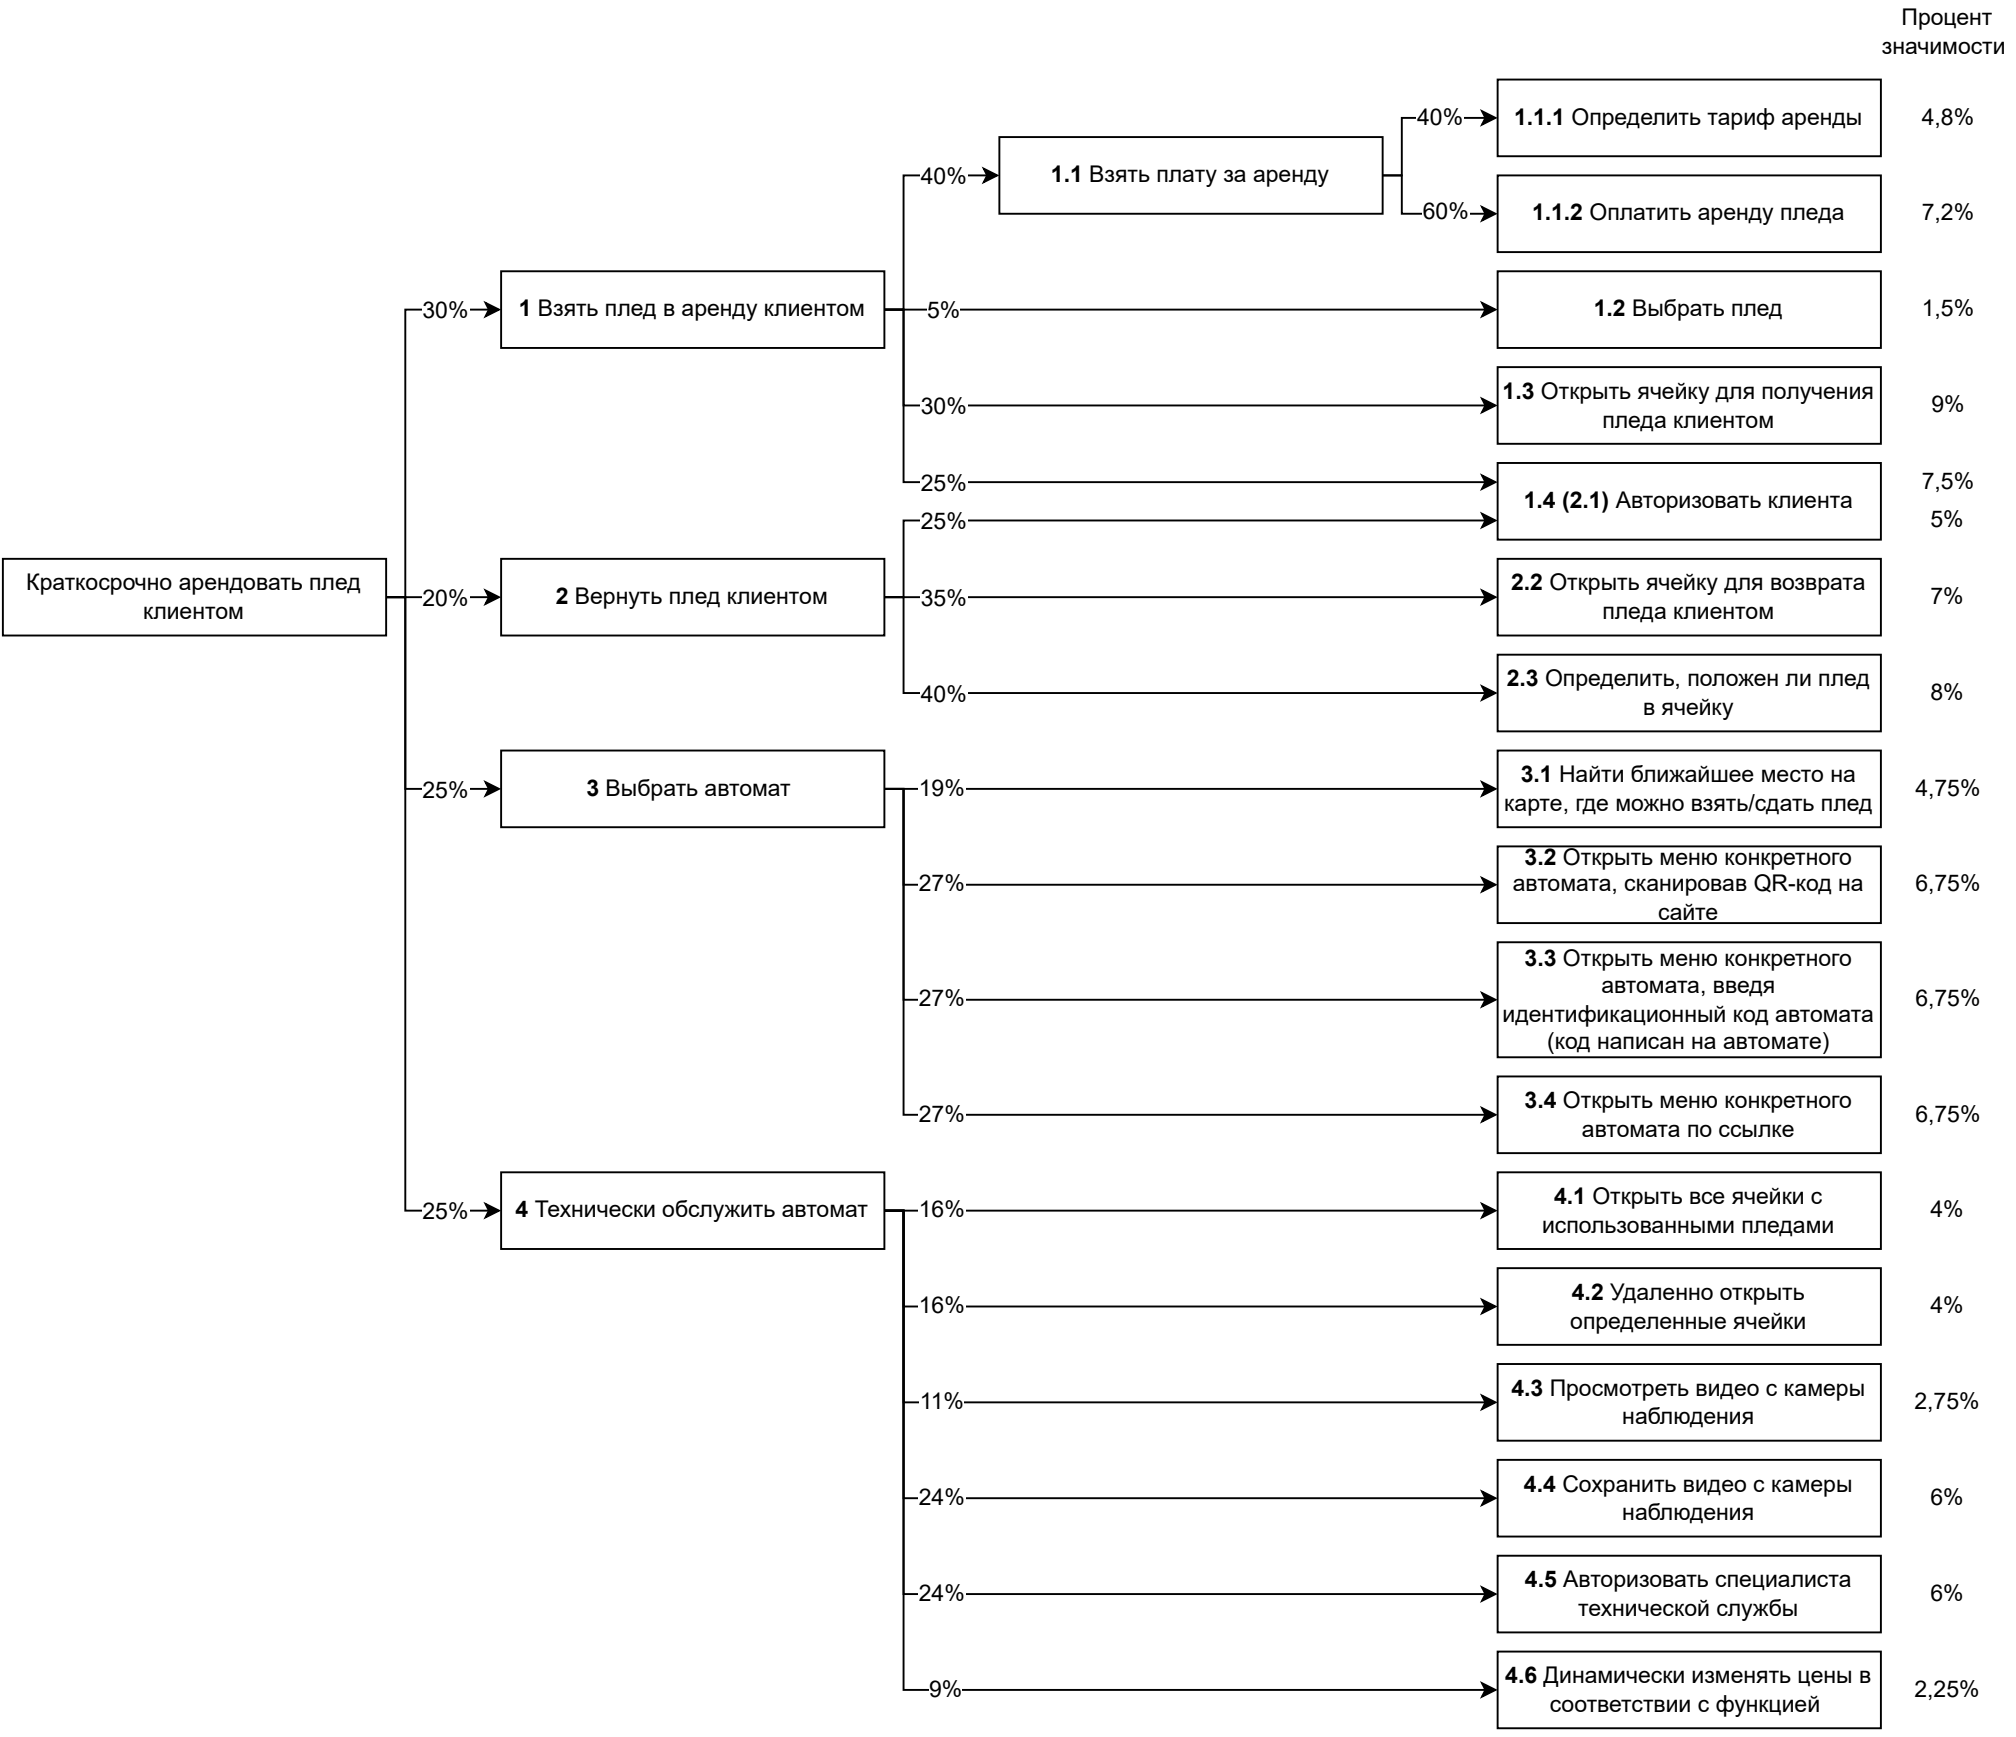 Процент
значимости
40%
1.1.1 Определить тариф аренды
4,8%
40%
1.1 Взять плату за аренду
60%
1.1.2 Оплатить аренду пледа
7,2%
30%
1 Взять плед в аренду клиентом
5%
1.2 Выбрать плед
1,5%
30%
1.3 Открыть ячейку для получения
пледа клиентом
9%
25%
1.4 (2.1) Авторизовать клиента
7,5%
25%
5%
Краткосрочно арендовать плед
клиентом
20%
2 Вернуть плед клиентом
35%
2.2 Открыть ячейку для возврата
пледа клиентом
7%
40%
2.3 Определить, положен ли плед
в ячейку
8%
25%
3 Выбрать автомат
19%
3.1 Найти ближайшее место на
карте, где можно взять/сдать плед
4,75%
27%
3.2 Открыть меню конкретного
автомата, сканировав QR-код на
сайте
6,75%
27%
3.3 Открыть меню конкретного
автомата, введя
идентификационный код автомата
(код написан на автомате)
6,75%
27%
3.4 Открыть меню конкретного
автомата по ссылке
6,75%
25%
4 Технически обслужить автомат
16%
4.1 Открыть все ячейки с
использованными пледами
4%
16%
4.2 Удаленно открыть
определенные ячейки
4%
11%
4.3 Просмотреть видео с камеры
наблюдения
2,75%
24%
4.4 Сохранить видео с камеры
наблюдения
6%
24%
4.5 Авторизовать специалиста
технической службы
6%
9%
4.6 Динамически изменять цены в
соответствии с функцией
2,25%